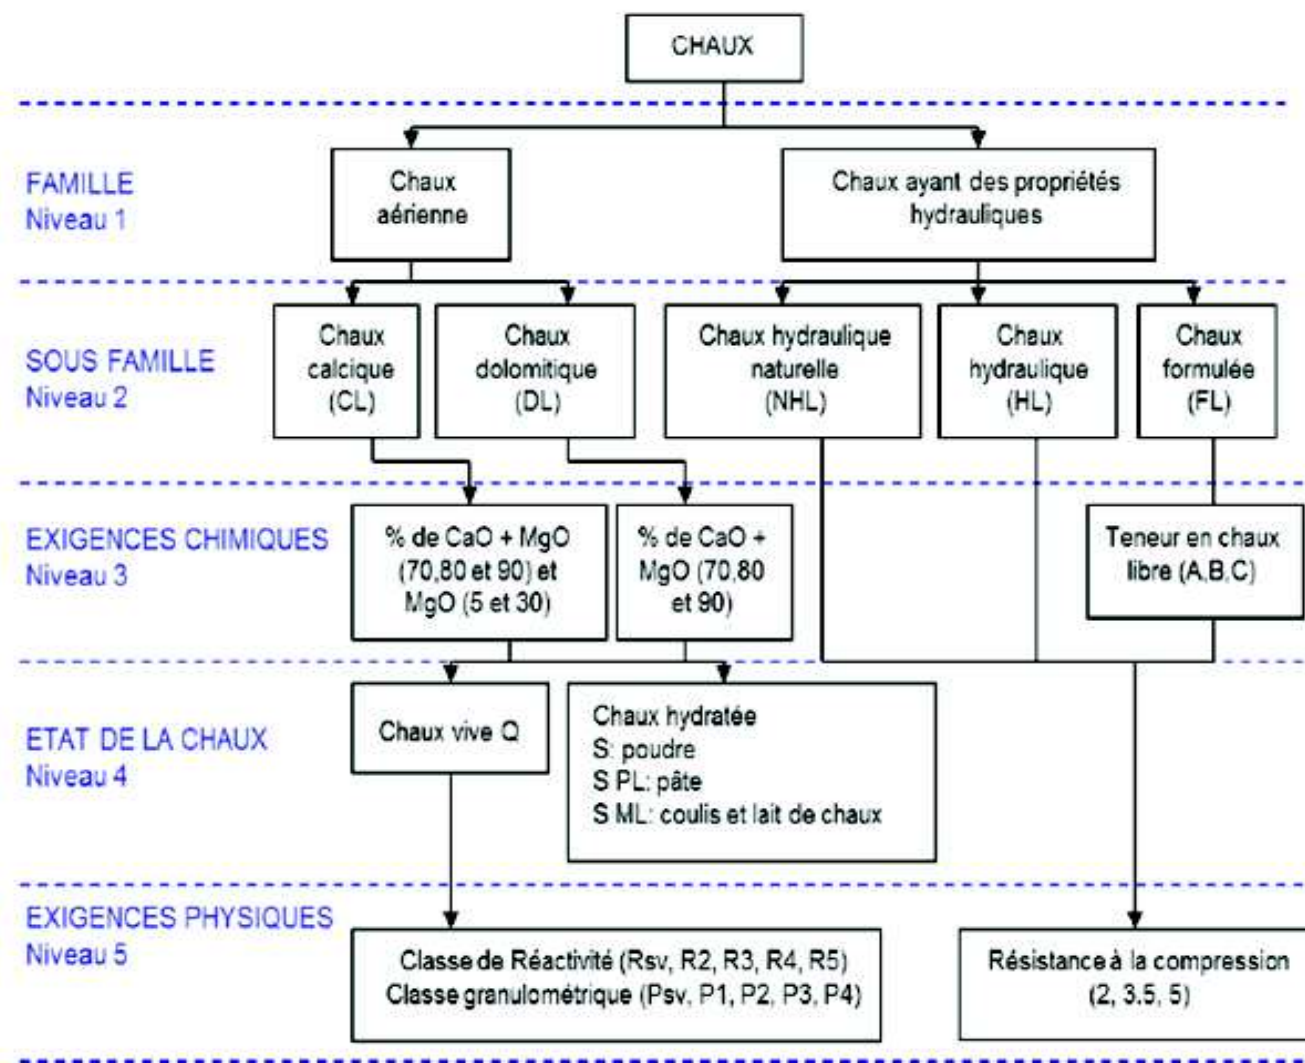 CHAUX
FAMILLE
Niveau 1
Chaux
aérienne
Chaux ayant des propriétés
hydrauliques
SOUS FAMILLE
Niveau 2
Chaux
calcique
(CL)
Chaux
dolomitique
(DL)
Chaux hydraulique
naturelle
(NHL)
Chaux
hydraulique
(HL)
Chaux
formulée
(FL)
EXIGENCES CHIMIQUES
Niveau 3
% de CaO + MgO
(70,80 et 90) et
MgO (5 et 30)
% de CaO +
MgO (70,80
et 90)
Teneur en chaux
libre (A,B,C)
ETAT DE LA CHAUX
Niveau 4
Chaux vive Q
Chaux hydratée
S: poudre
S PL: pâte
S ML: coulis et lait de chaux
EXIGENCES PHYSIQUES
Niveau 5
Classe de Réactivité (Rsv, R2, R3, R4, R5)
Classe granulométrique (Psv, P1, P2, P3, P4)
Résistance à la compression
(2, 3.5, 5)